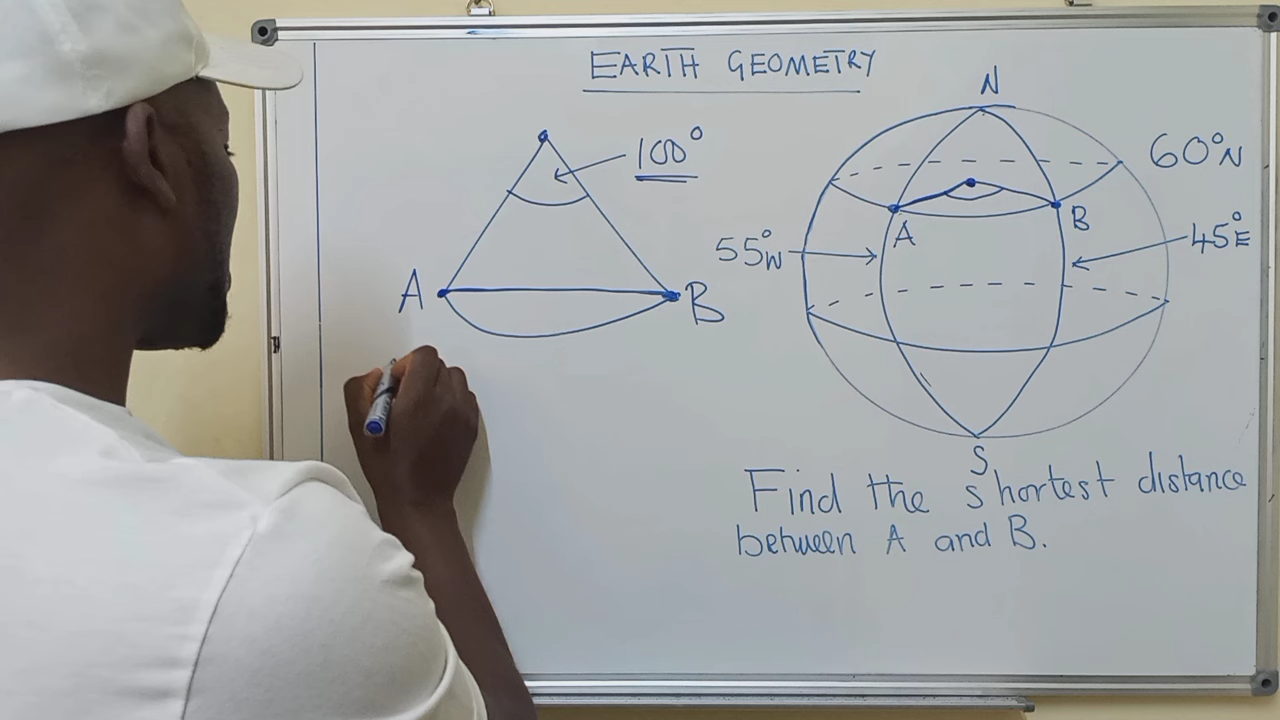 EARTH GEOMETRY
100°
A
B
N
60°N
A
B
55°W
45°E
S
Find the shortest distance
between A and B.